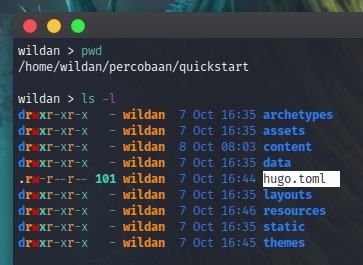 wildan > pwd
/home/wildan/percobaan/quickstart
wildan > ls -l
drwxr-xr-x - wildan 7 Oct 16:35 archetypes
drwxr-xr-x - wildan 7 Oct 16:35 assets
drwxr-xr-x - wildan 8 Oct 08:03 content
drwxr-xr-x - wildan 7 Oct 16:35 data
.rw-r--r-- 101 wildan 7 Oct 16:44 hugo.toml
drwxr-xr-x - wildan 7 Oct 16:35 layouts
drwxr-xr-x - wildan 7 Oct 16:46 resources
drwxr-xr-x - wildan 7 Oct 16:35 static
drwxr-xr-x - wildan 7 Oct 16:45 themes